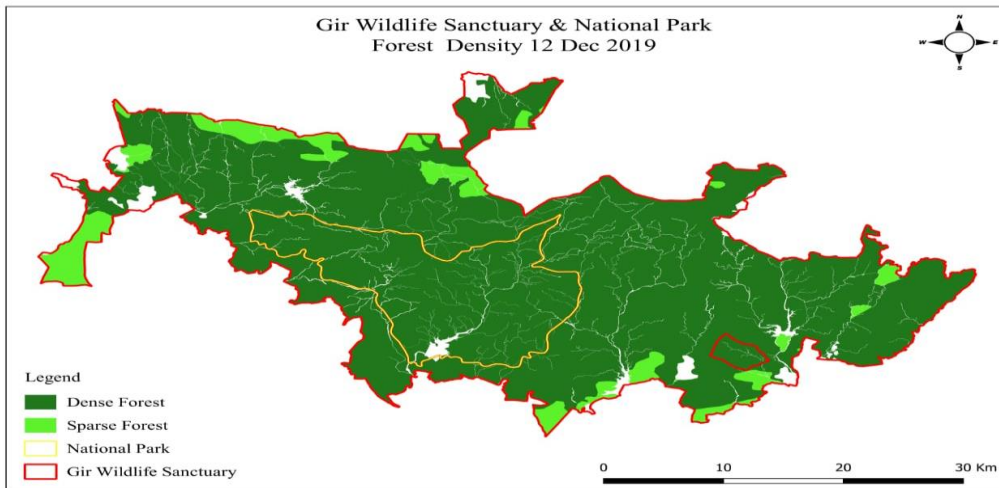 Gir Wildlife Sanctuary & National Park
Forest Density 12 Dec 2019
N
W E
S
Legend
Dense Forest
Sparse Forest
National Park
Gir Wildlife Sanctuary
0 10 20 30 Km